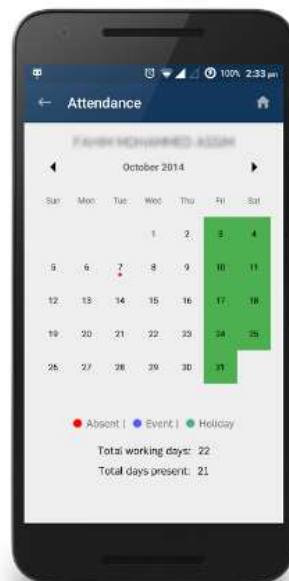 100% 2:33 pm
Attendance
October 2014
Sun Mon Tue Wed Thu Fri Sat
1 2 3 4
5 6 7 8 9 10 11
12 13 14 15 16 17 18
19 20 21 22 23 24 25
26 27 28 29 30 31
Absent | Event | Holiday
Total working days: 22
Total days present: 21